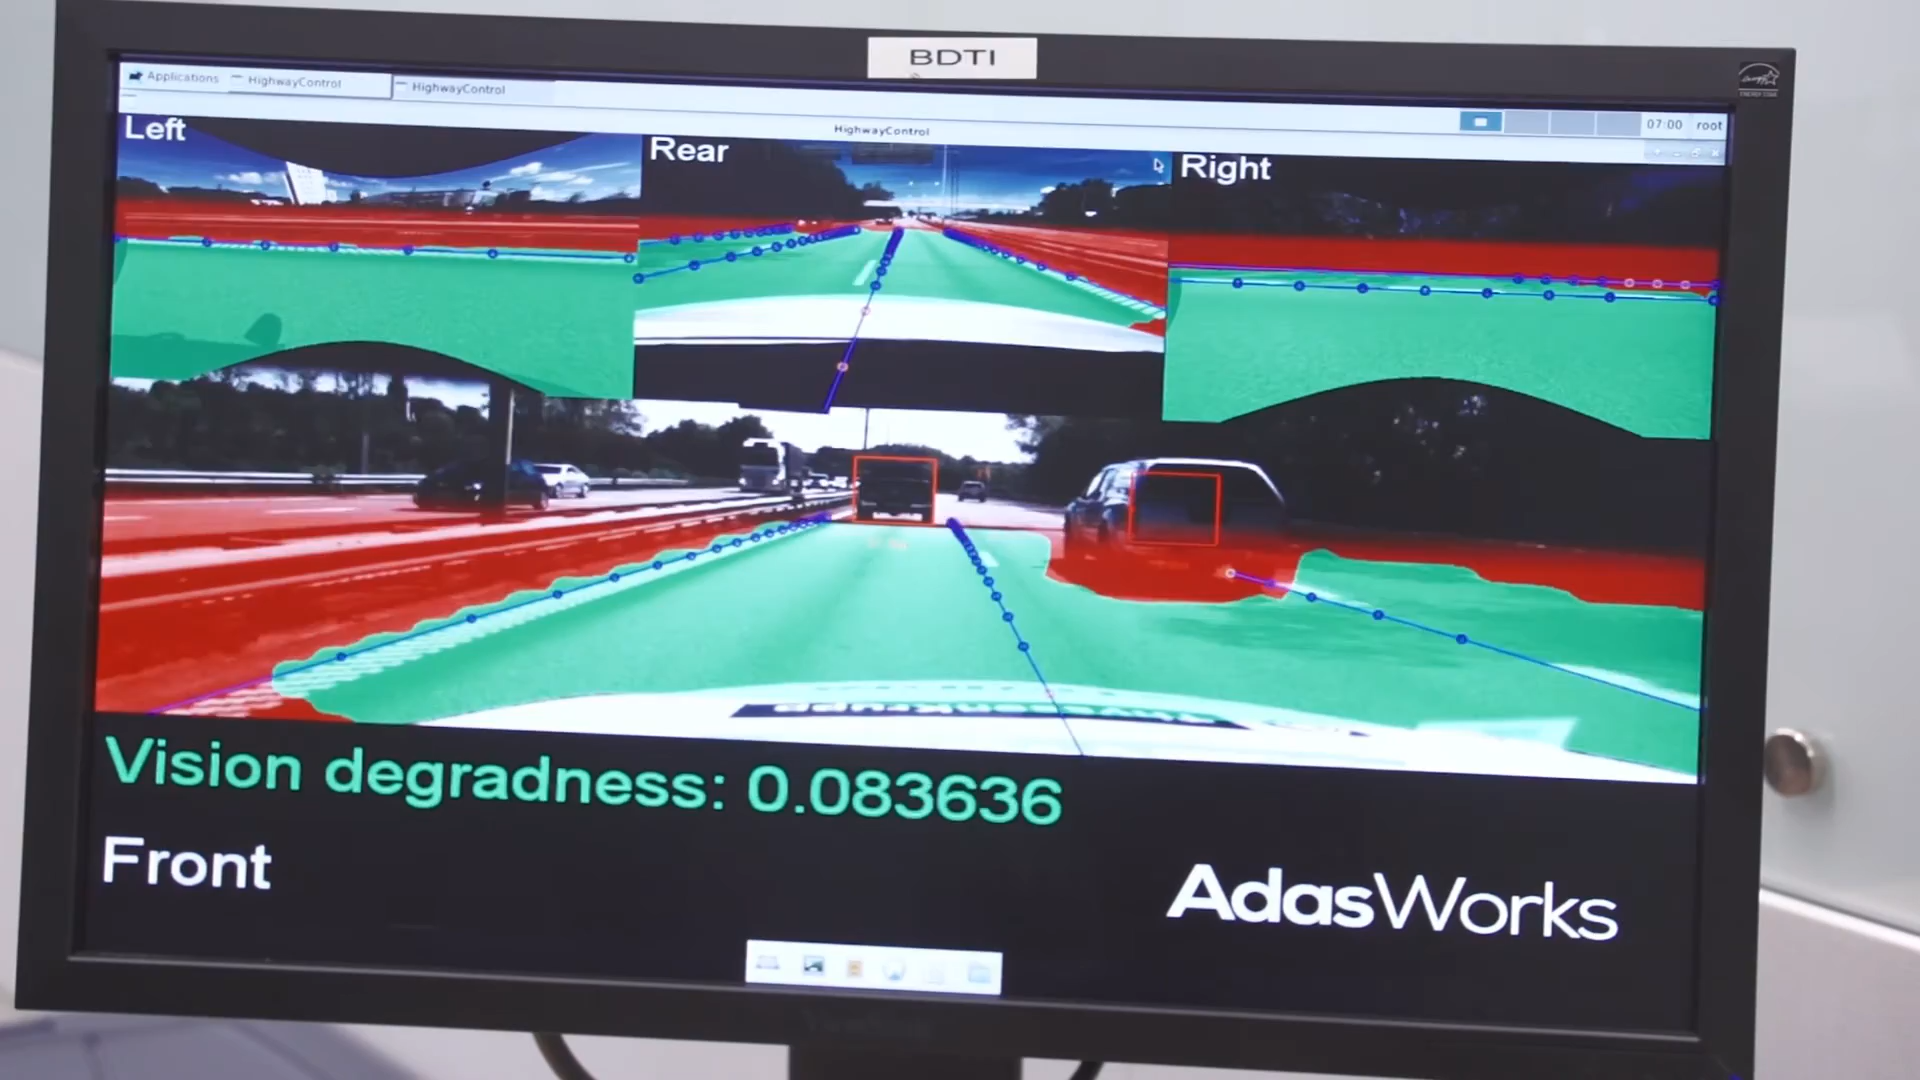 BDTI
Applications
HighwayControl
HighwayControl
HighwayControl
07:00
root
Left
Rear
Right
Vision degradness: 0.083636
Front
AdasWorks